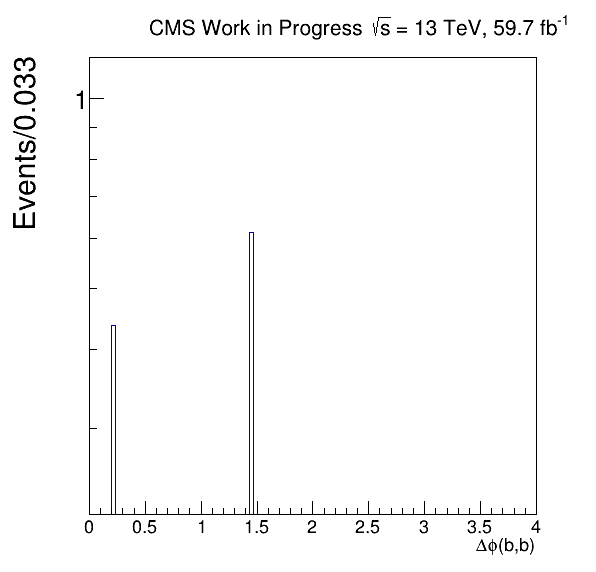 CMS Work in Progress √s = 13 TeV, 59.7 fb⁻¹
Events/0.033
1
0 0.5 1 1.5 2 2.5 3 3.5 4
Δϕ(b,b)